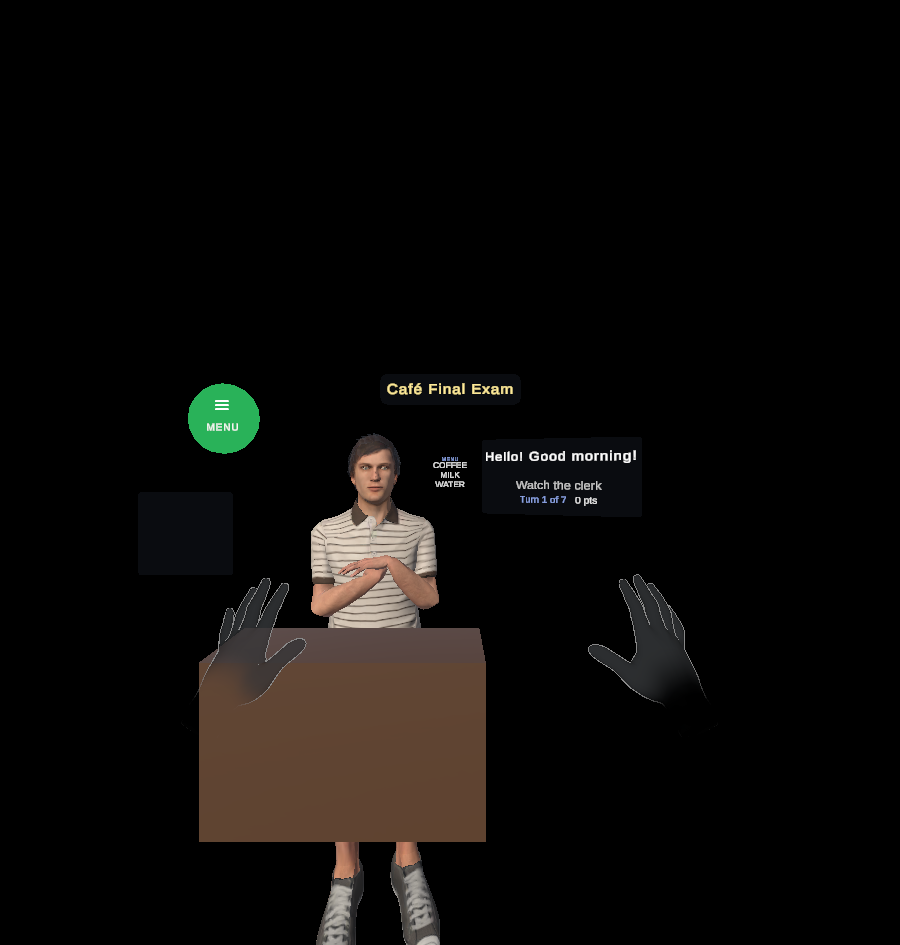 Café Final Exam
MENU
MENU
COFFEE
MILK
WATER
Hello! Good morning!
Watch the clerk
Turn 1 of 7 0 pts